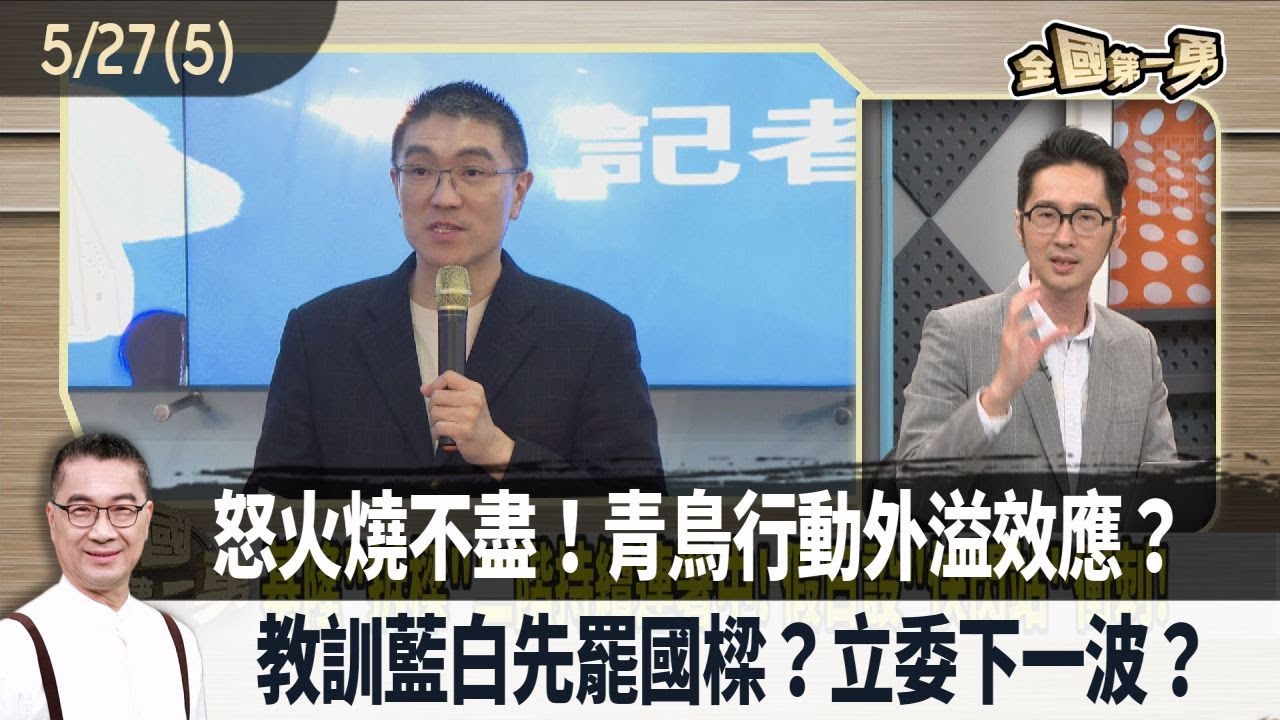 5/27(5)
全國第一勇
記者
怒火燒不盡！青鳥行動外溢效應？
教訓藍白先罷國樑？立委下一波？